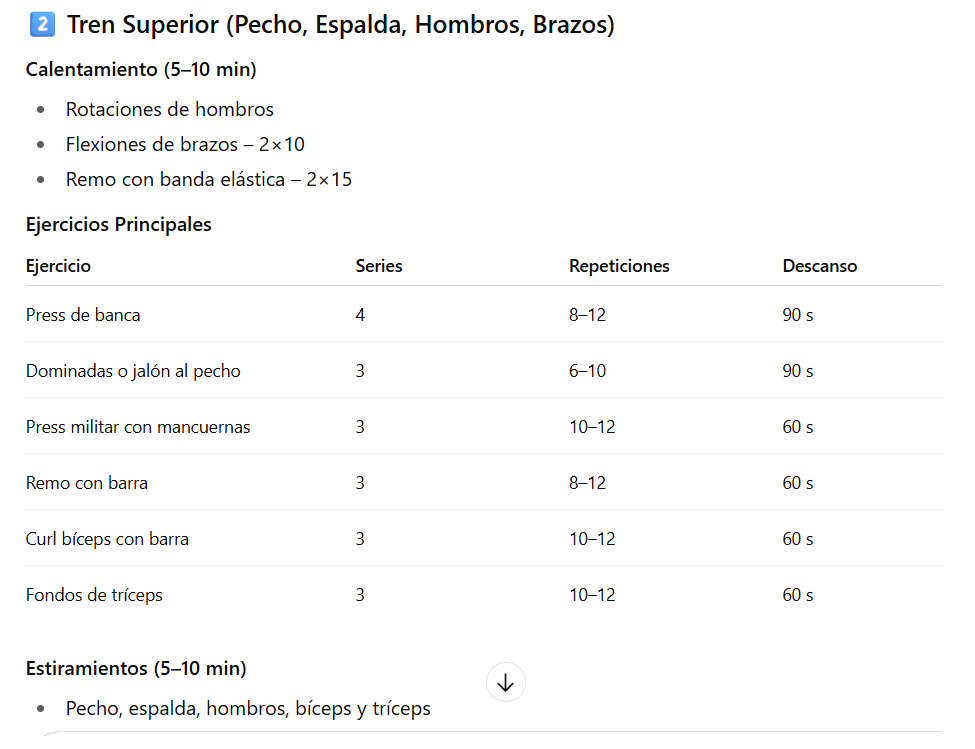 2 Tren Superior (Pecho, Espalda, Hombros, Brazos)
Calentamiento (5–10 min)
• Rotaciones de hombros
• Flexiones de brazos – 2×10
• Remo con banda elástica – 2×15
Ejercicios Principales
Ejercicio Series Repeticiones Descanso
Press de banca 4 8–12 90 s
Dominadas o jalón al pecho 3 6–10 90 s
Press militar con mancuernas 3 10–12 60 s
Remo con barra 3 8–12 60 s
Curl bíceps con barra 3 10–12 60 s
Fondos de tríceps 3 10–12 60 s
Estiramientos (5–10 min)
• Pecho, espalda, hombros, bíceps y tríceps